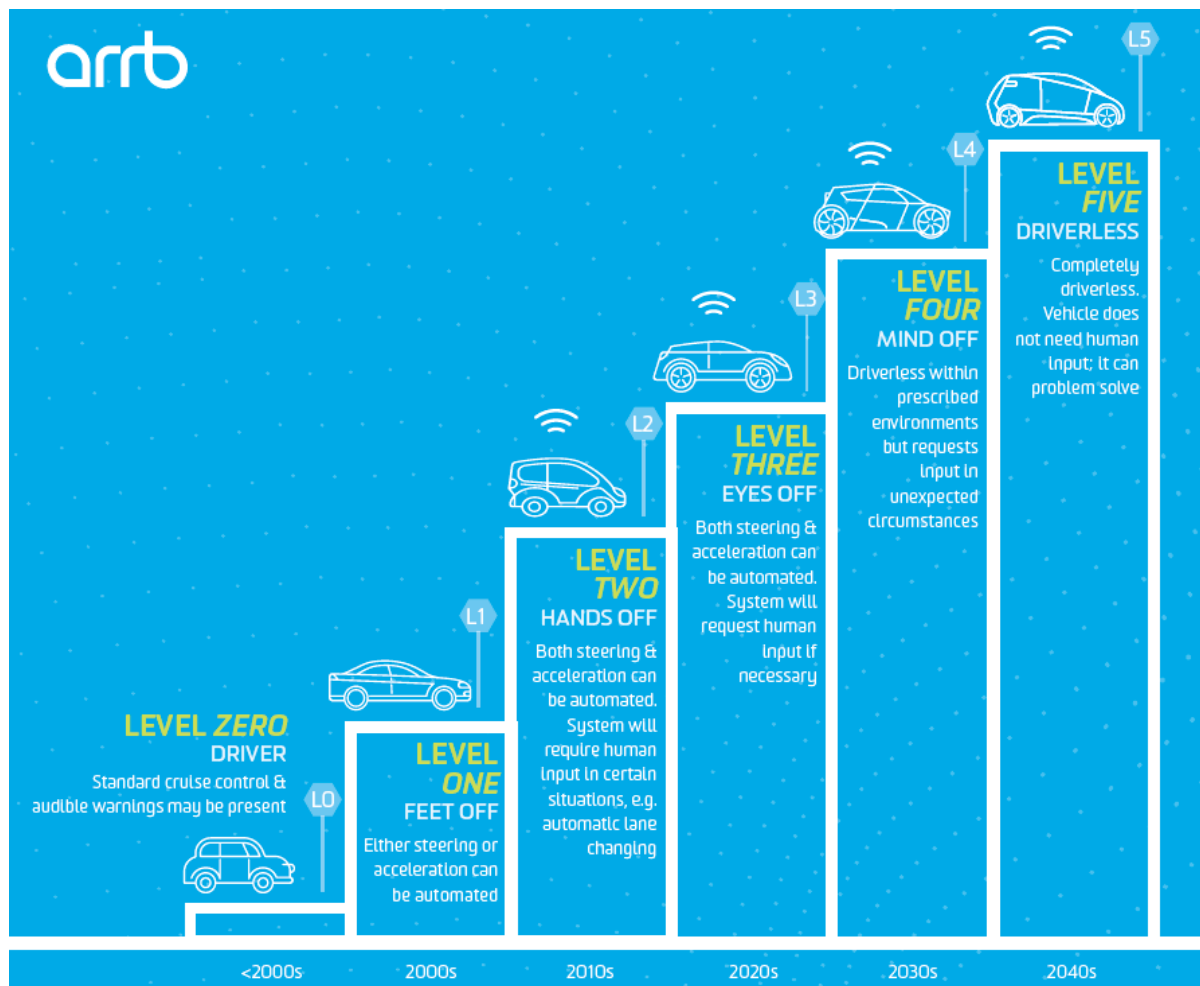 arrb
L5
LEVEL
FIVE
DRIVERLESS
Completely
driverless.
Vehicle does
not need human
input; it can
problem solve
L4
LEVEL
FOUR
MIND OFF
Driverless within
prescribed
environments
but requests
input in
unexpected
circumstances
L3
LEVEL
THREE
EYES OFF
Both steering &
acceleration can
be automated.
System will
request human
input if
necessary
L2
LEVEL
TWO
HANDS OFF
Both steering &
acceleration can
be automated.
System will
require human
input in certain
situations, e.g.
automatic lane
changing
L1
LEVEL
ONE
FEET OFF
Either steering or
acceleration can
be automated
LEVEL ZERO
DRIVER
Standard cruise control &
audible warnings may be present
L0
<2000s
2000s
2010s
2020s
2030s
2040s